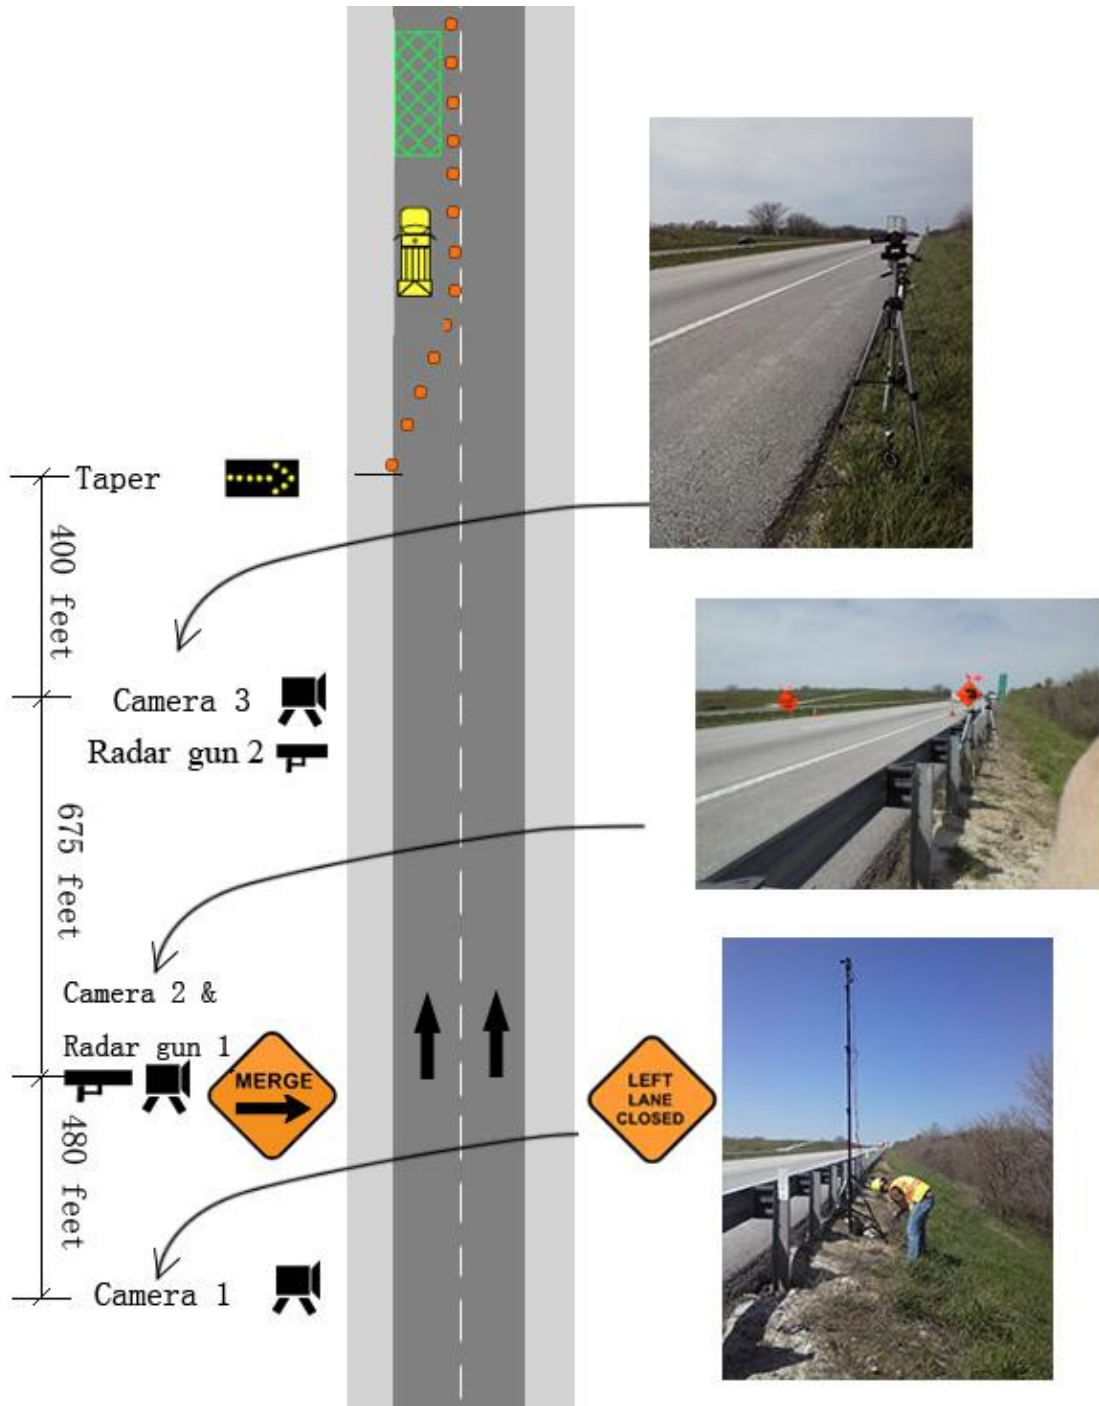 Taper
400 feet
Camera 3
Radar gun 2
675 feet
Camera 2 &
Radar gun 1
MERGE
LEFT
LANE
CLOSED
480 feet
Camera 1